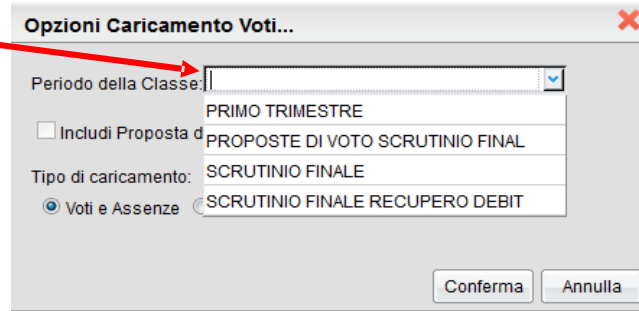 Opzioni Caricamento Voti...
Periodo della Classe:
PRIMO TRIMESTRE
Includi Proposta d
PROPOSTE DI VOTO SCRUTINIO FINAL
Tipo di caricamento:
SCRUTINIO FINALE
Voti e Assenze
SCRUTINIO FINALE RECUPERO DEBIT
Conferma
Annulla